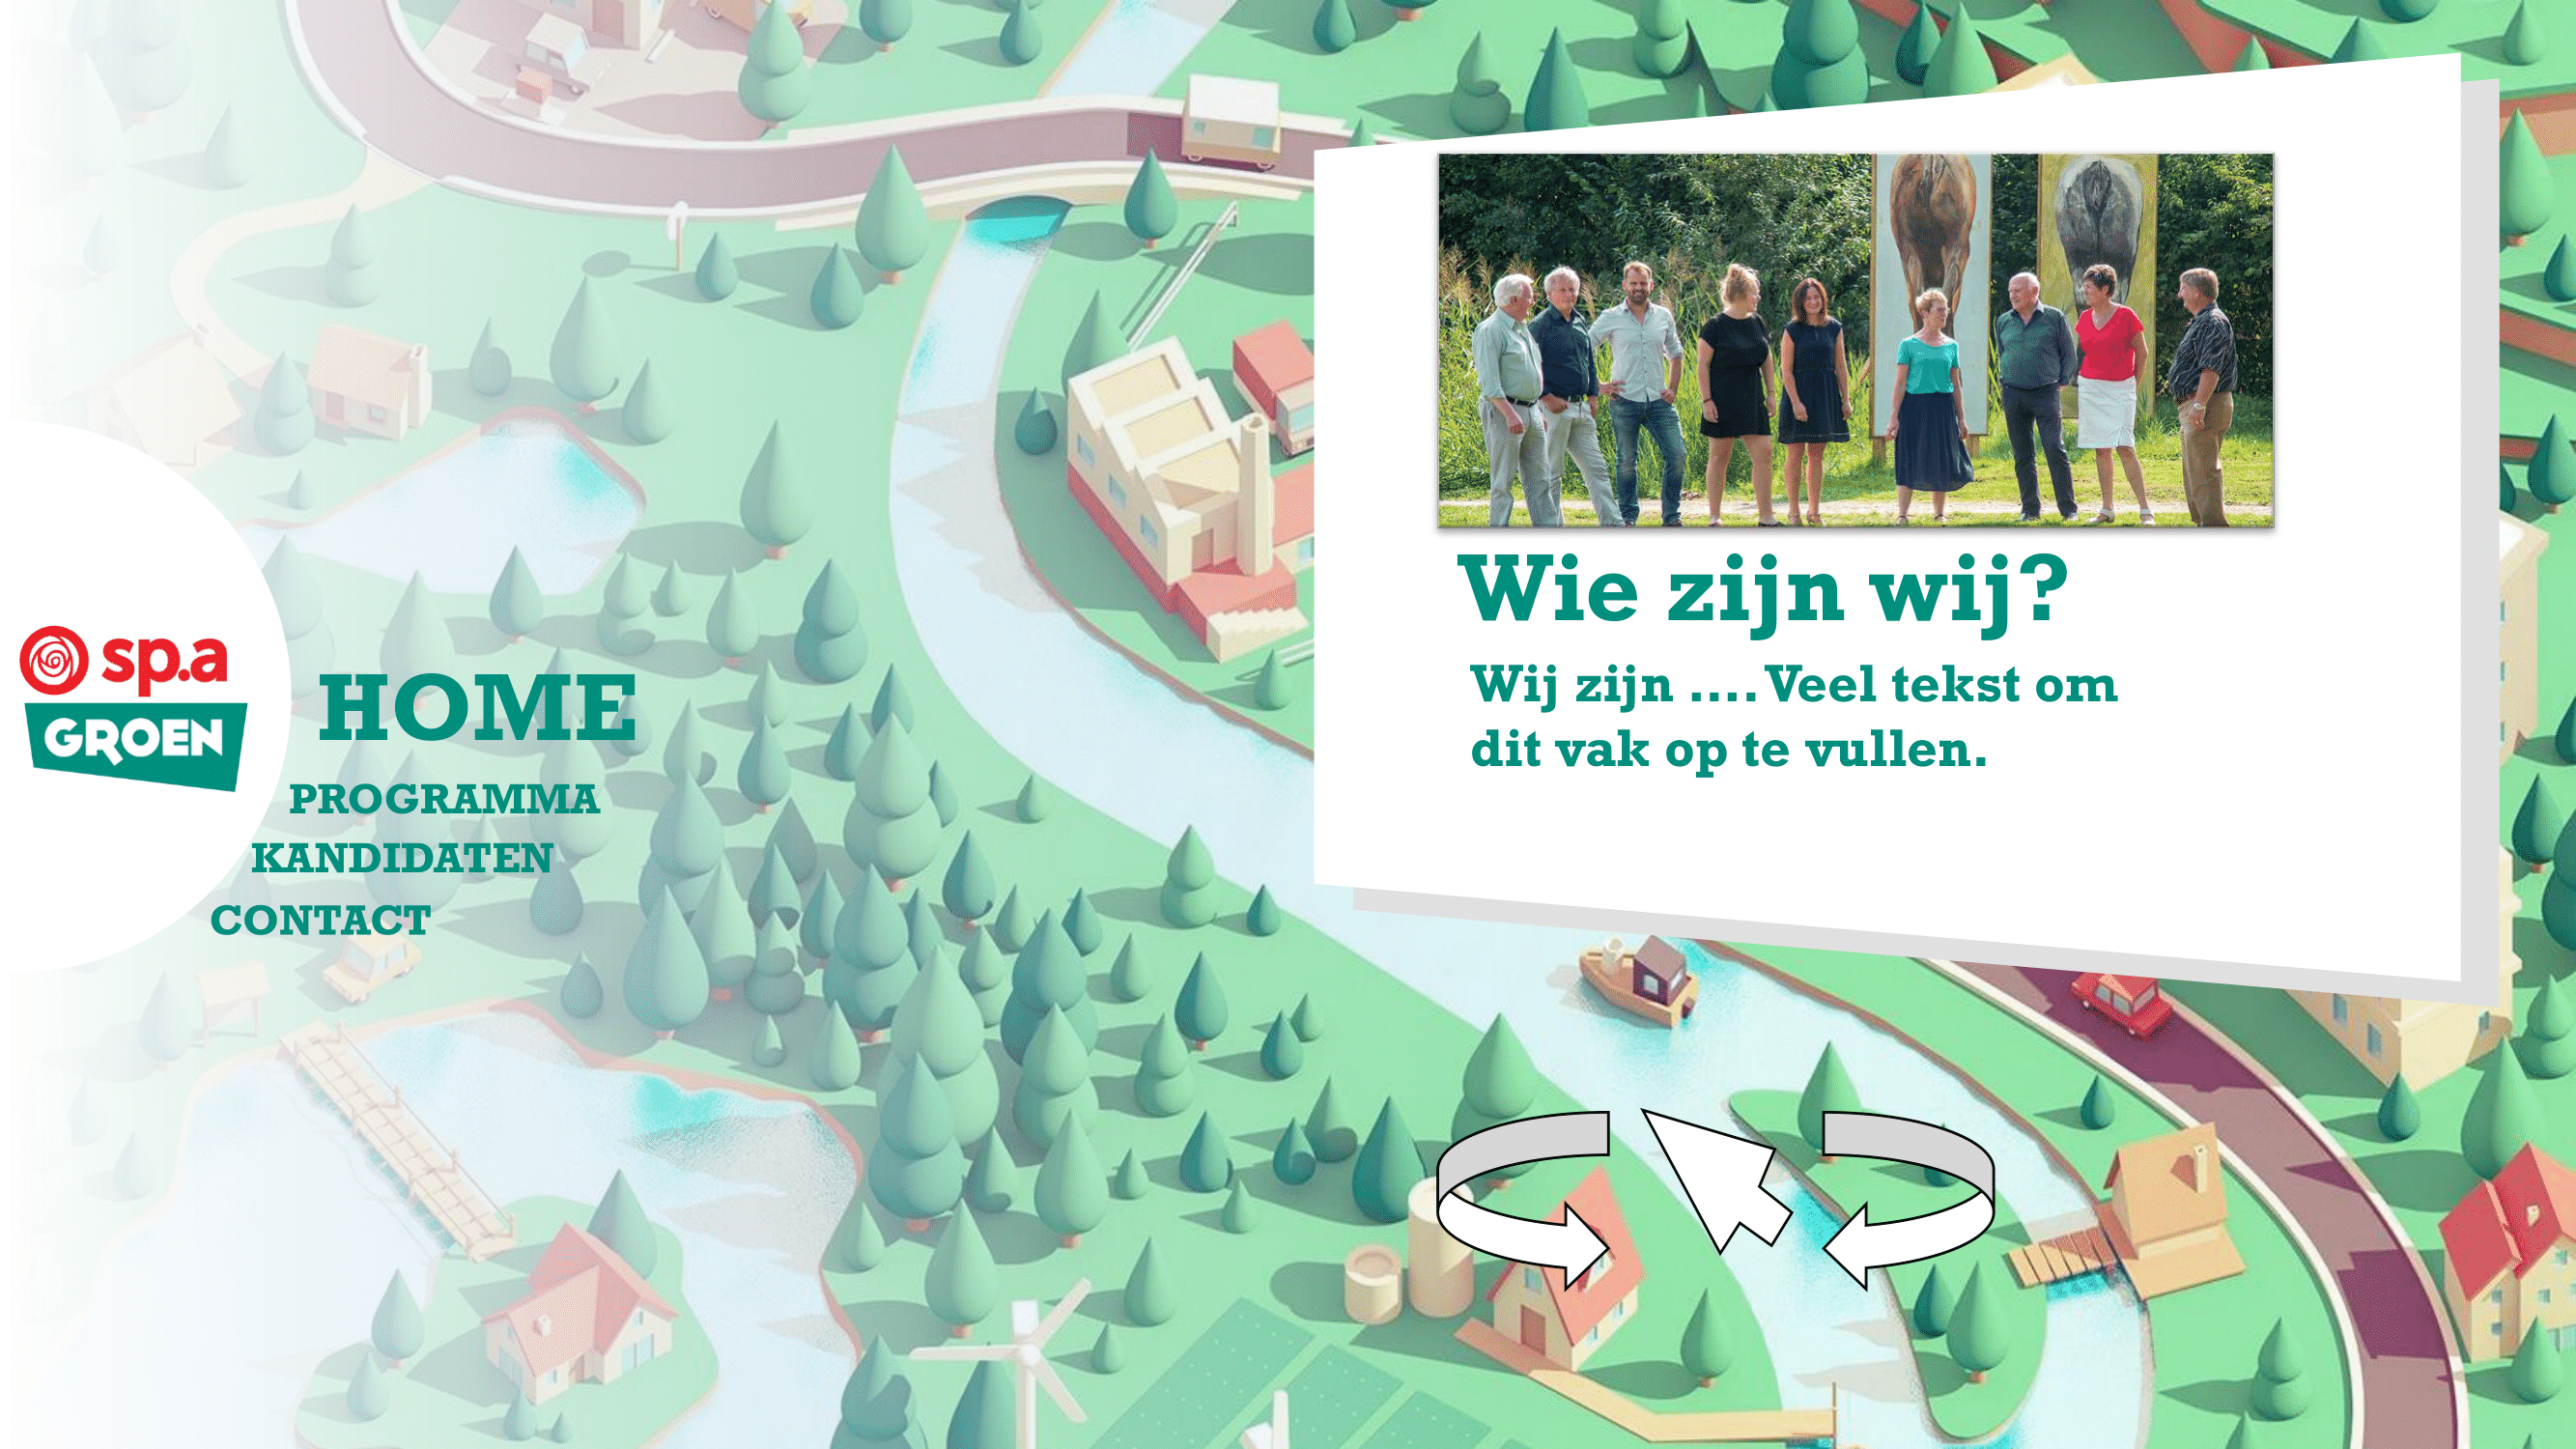 sp.a
GROEN
HOME
PROGRAMMA
KANDIDATEN
CONTACT
Wie zijn wij?
Wij zijn .... Veel tekst om
dit vak op te vullen.